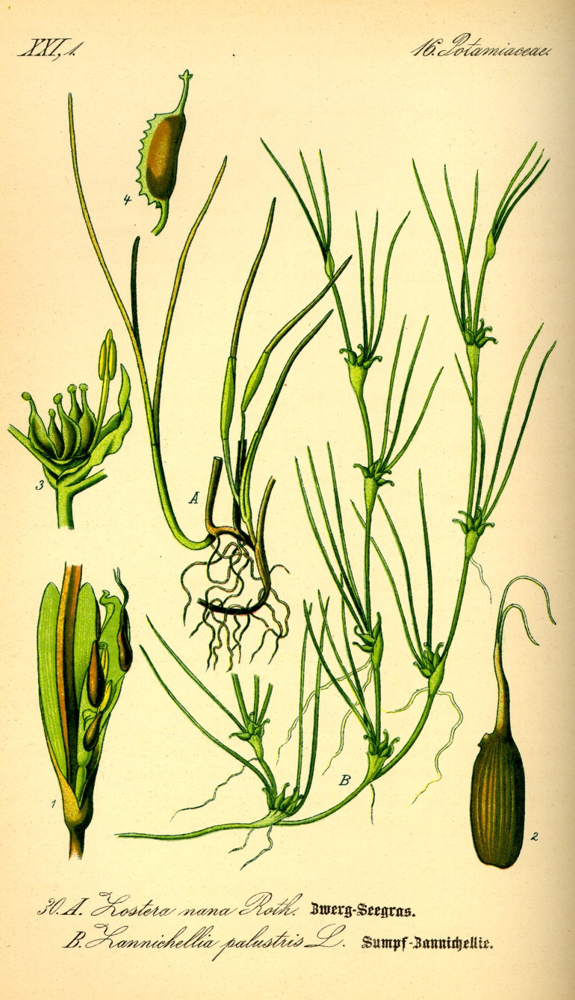 XXI, 1.
16. Potamiaceae.
4
3
A
1
B
2
30. A. Zostera nana Roth. Zwerg-Seegras.
B. Zannichellia palustris L. Sumpf-Zannichellie.